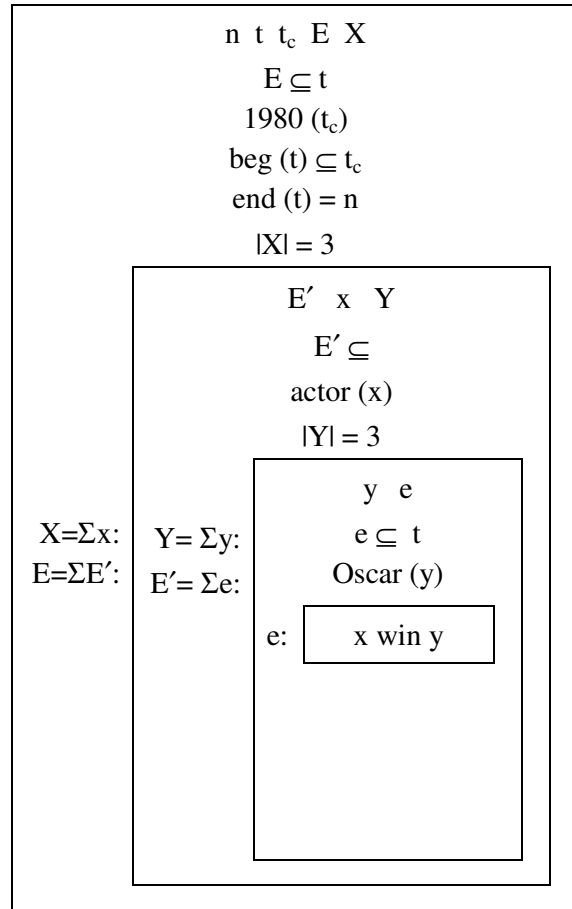 n t t_c E X
E ⊆ t
1980 (t_c)
beg (t) ⊆ t_c
end (t) = n
|X| = 3
E′ x Y
E′ ⊆
actor (x)
|Y| = 3
X=Σx:
E=ΣE′:
Y= Σy:
E′= Σe:
y e
e ⊆ t
Oscar (y)
e: x win y